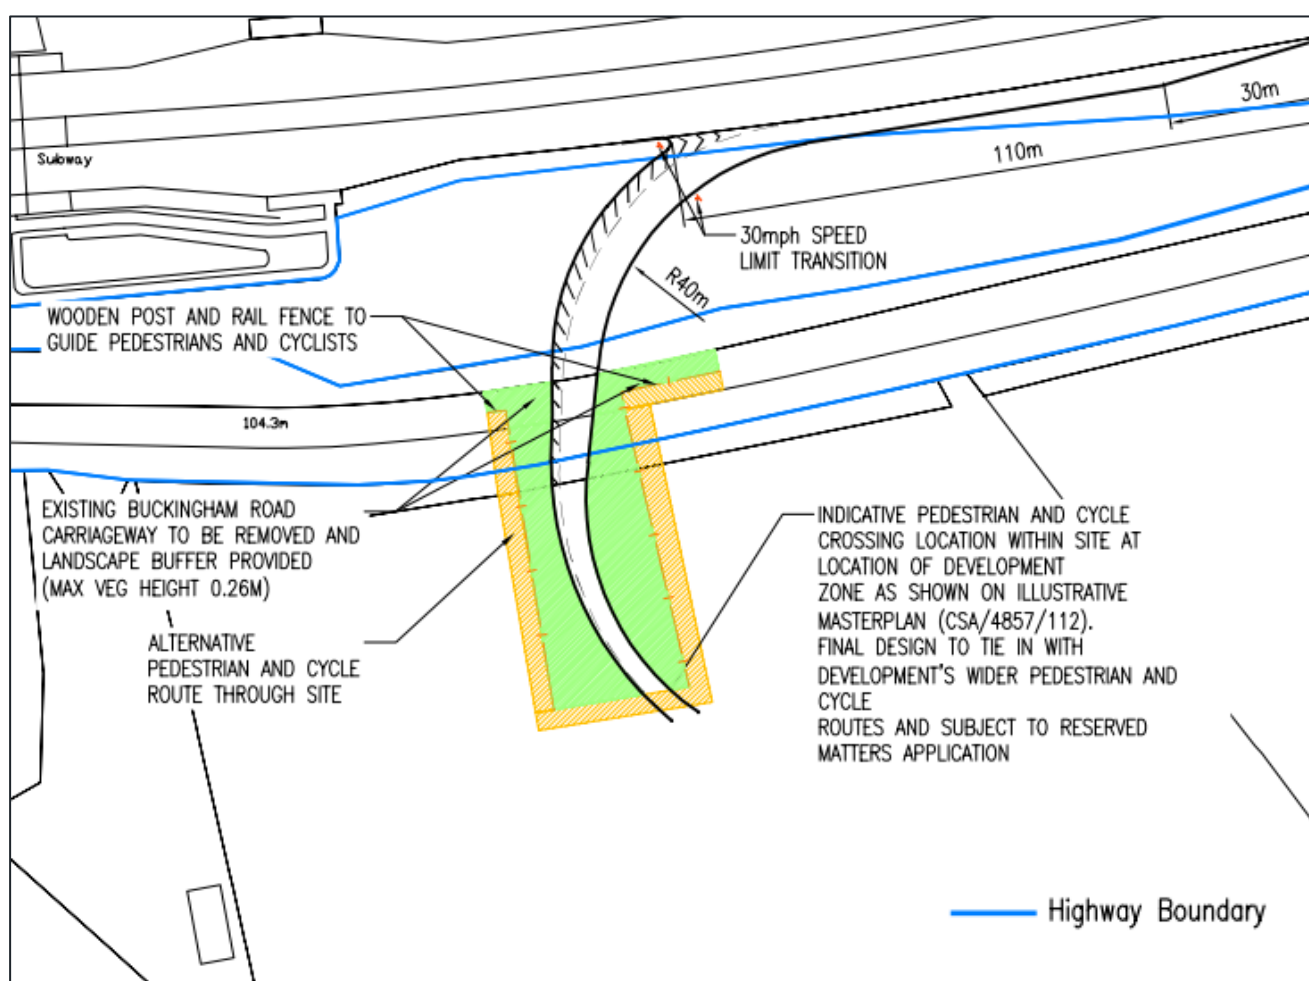 30m
110m
Subway
30mph SPEED
LIMIT TRANSITION
R40m
WOODEN POST AND RAIL FENCE TO
GUIDE PEDESTRIANS AND CYCLISTS
104.3m
EXISTING BUCKINGHAM ROAD
CARRIAGEWAY TO BE REMOVED AND
LANDSCAPE BUFFER PROVIDED
(MAX VEG HEIGHT 0.26M)
INDICATIVE PEDESTRIAN AND CYCLE
CROSSING LOCATION WITHIN SITE AT
LOCATION OF DEVELOPMENT
ZONE AS SHOWN ON ILLUSTRATIVE
MASTERPLAN (CSA/4857/112).
FINAL DESIGN TO TIE IN WITH
DEVELOPMENT'S WIDER PEDESTRIAN AND
CYCLE
ROUTES AND SUBJECT TO RESERVED
MATTERS APPLICATION
ALTERNATIVE
PEDESTRIAN AND CYCLE
ROUTE THROUGH SITE
Highway Boundary